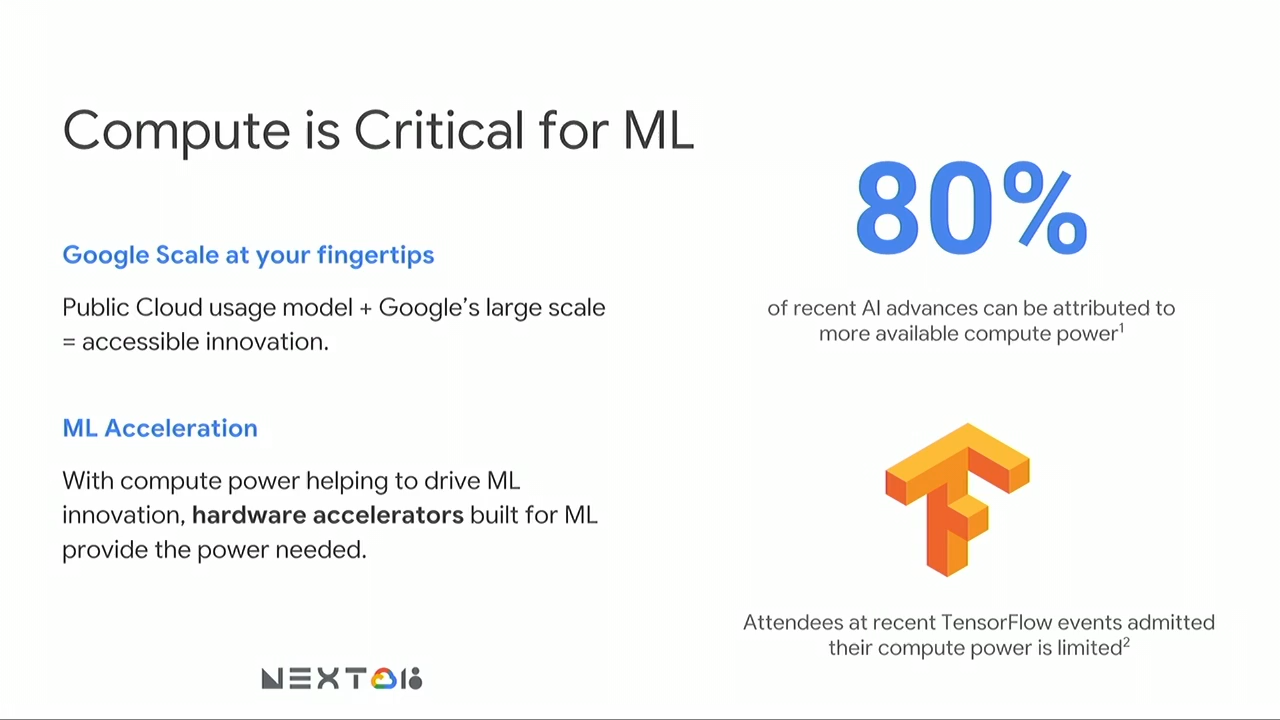 Compute is Critical for ML
Google Scale at your fingertips
Public Cloud usage model + Google’s large scale
= accessible innovation.
ML Acceleration
With compute power helping to drive ML
innovation, hardware accelerators built for ML
provide the power needed.
80%
of recent AI advances can be attributed to
more available compute power¹
Attendees at recent TensorFlow events admitted
their compute power is limited²
NEXT 18